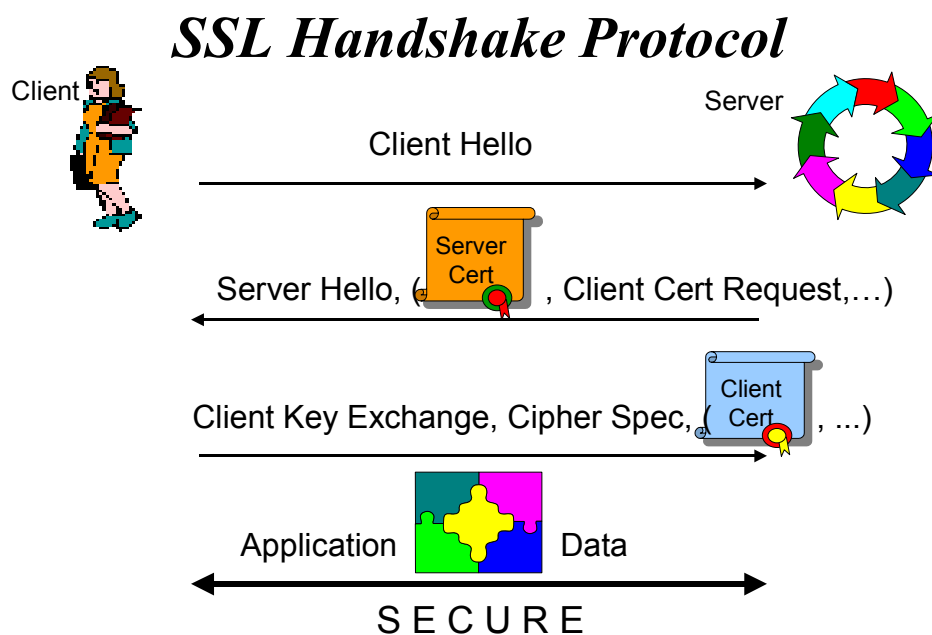 SSL Handshake Protocol
Client
Server
Client Hello
Server Cert
Server Hello, ( , Client Cert Request,…)
Client Cert
Client Key Exchange, Cipher Spec, ( , ...)
Application Data
S E C U R E